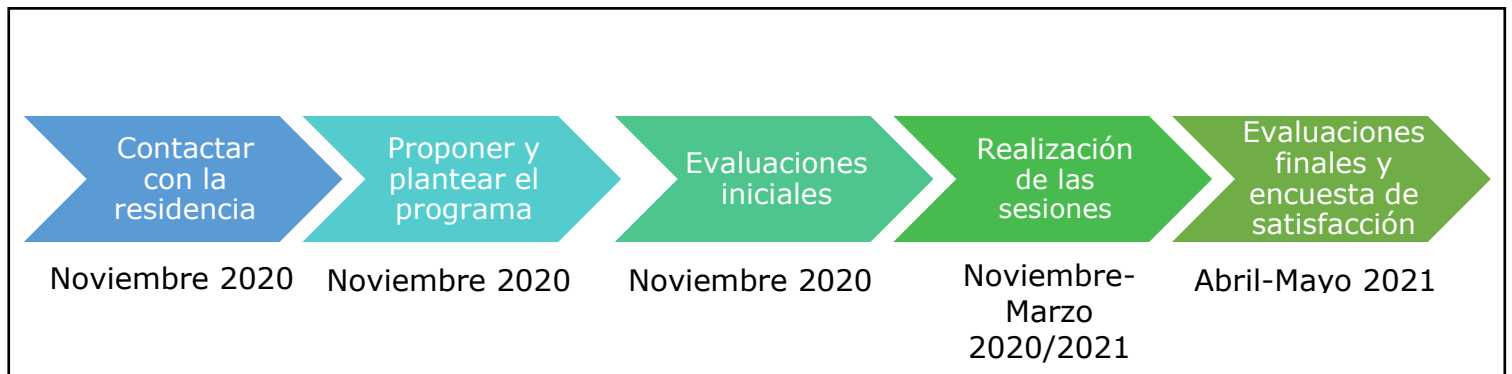 Contactar
con la
residencia
Proponer y
plantear el
programa
Evaluaciones
iniciales
Realización
de las
sesiones
Evaluaciones
finales y
encuesta de
satisfacción
Noviembre 2020
Noviembre 2020
Noviembre 2020
Noviembre-
Marzo
2020/2021
Abril-Mayo 2021